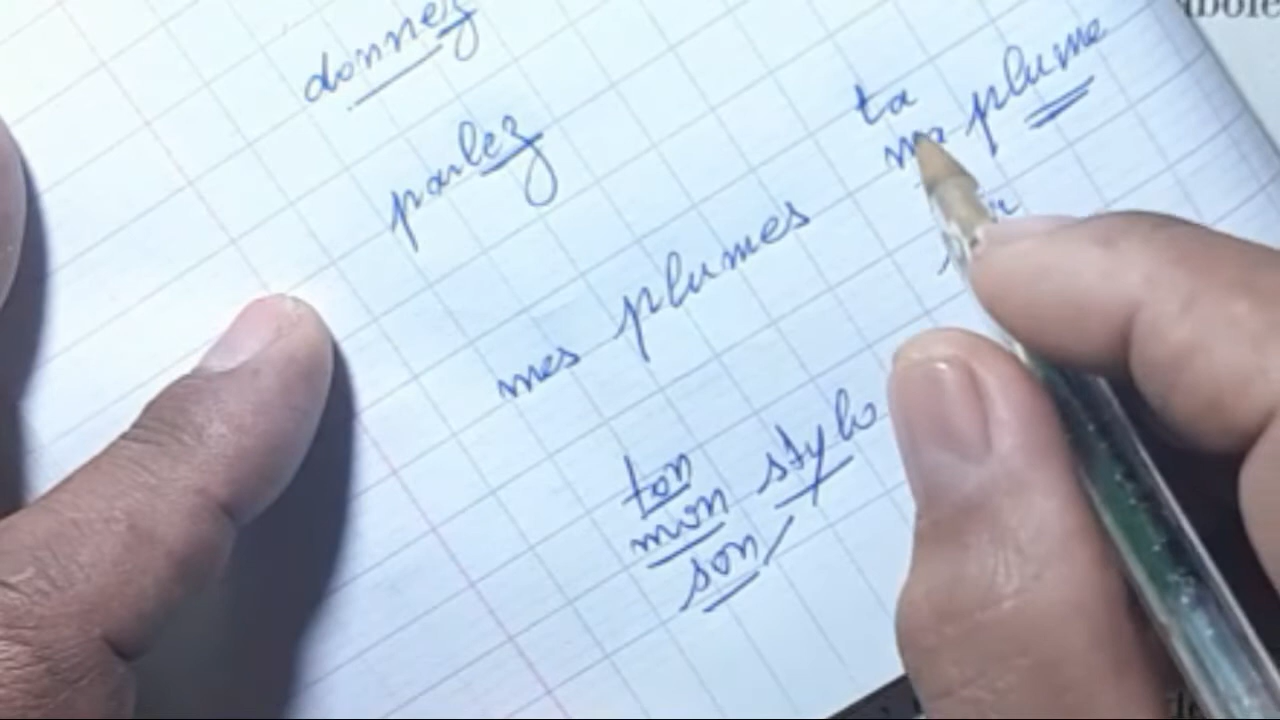 donnez
parlez
ta
ma plume
mes plumes
ton
mon stylo
son